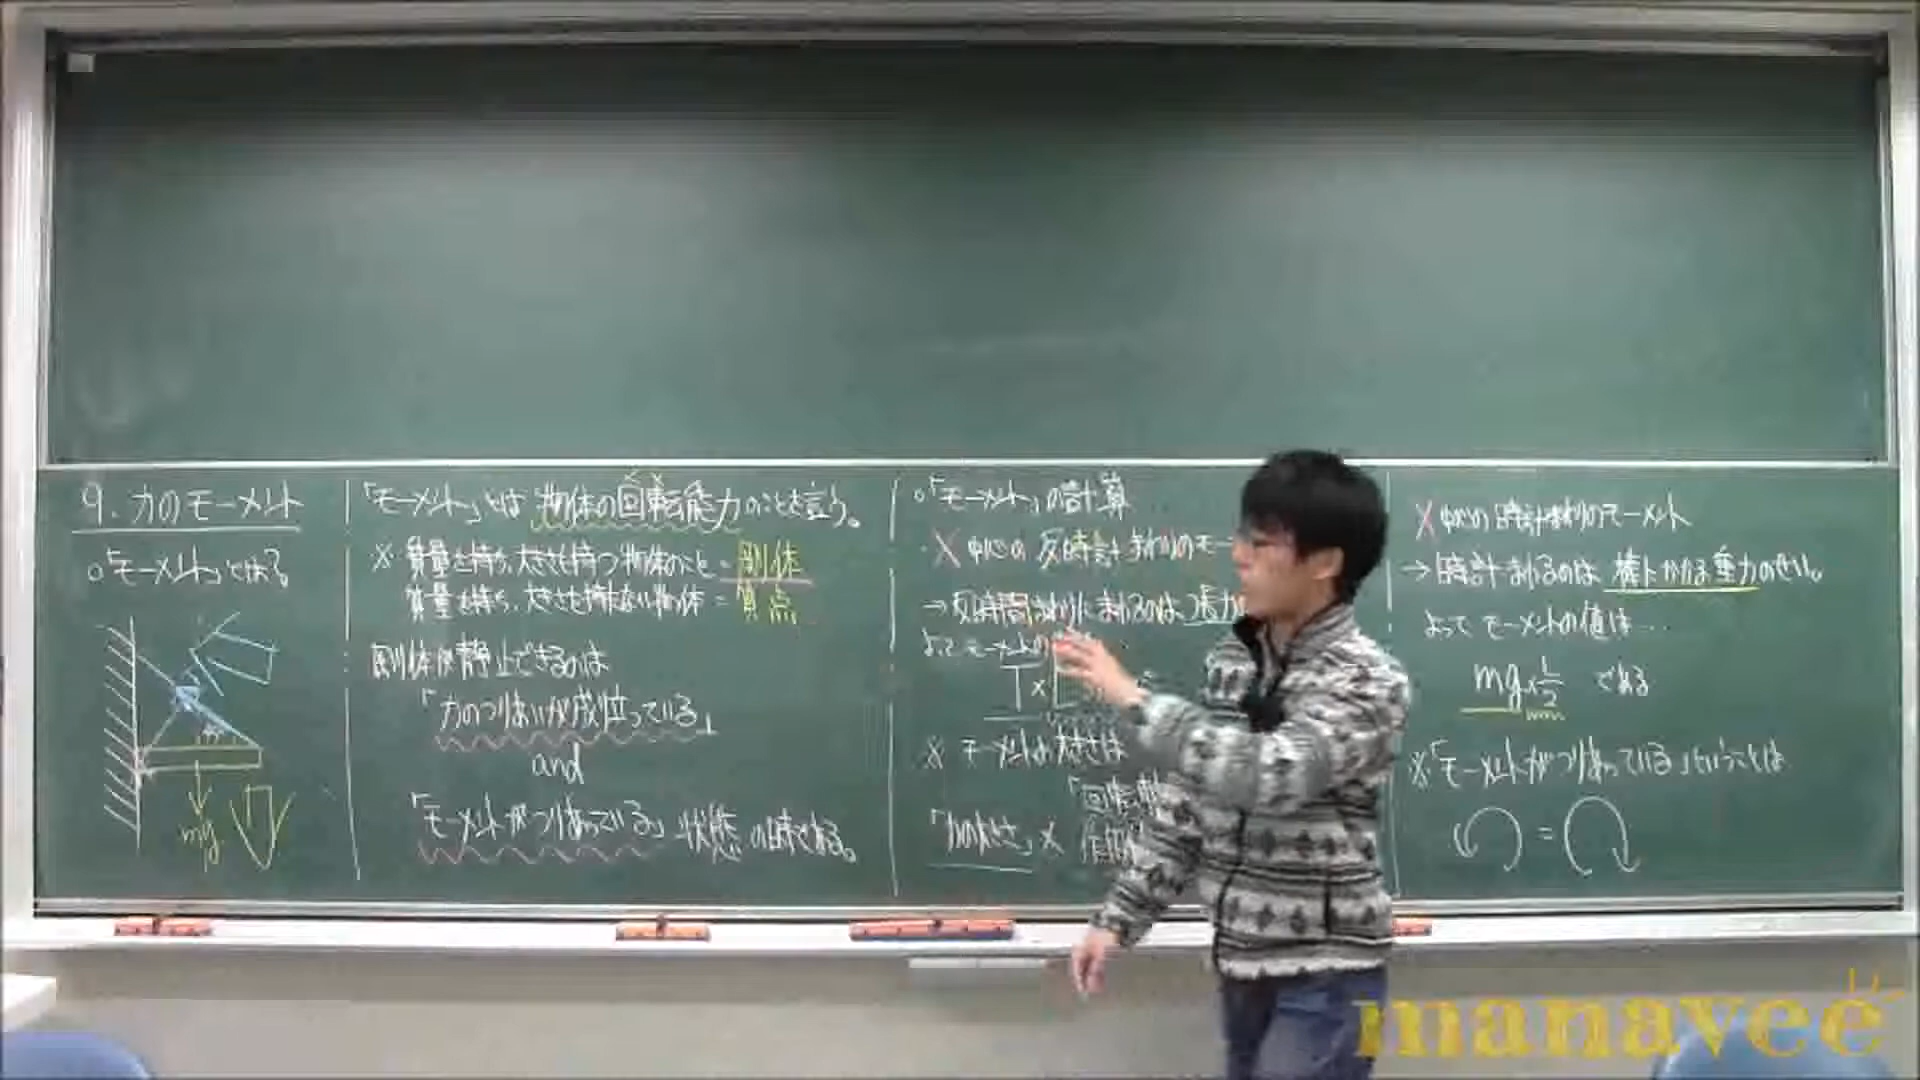 9. 力のモーメント
○「モーメント」とは?
mg
「モーメント」とは物体の回転能力のことを言う。
※ 質量を持ち、大きさを持つ物体のこと = 剛体
質量を持ち、大きさを持たない物体 = 質点
剛体が静止できるのは
「力のつりあいが成立っている」
and
「モーメントがつりあっている」状態の時である。
○「モーメント」の計算
・X 中心の反時計まわりのモー
→反時計まわりにまわるのは張力
よってモーメントの
T×
※ モーメントの大きさは
「回転
「力の大きさ」×
X 中心の時計まわりのモーメント
→時計まわるのは棒にかかる重力のせい。
よってモーメントの値は…
mg×L/2 である
※「モーメントがつりあっている」ということは
=
manavee